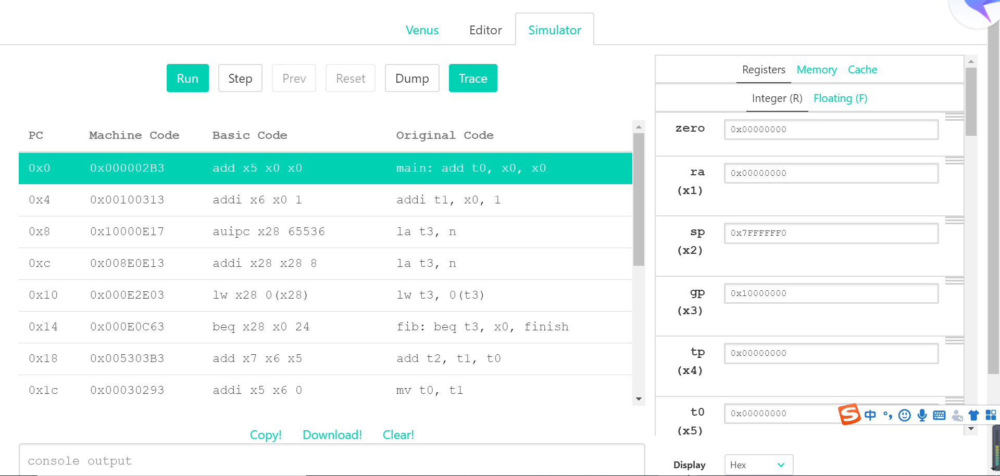 Venus Editor Simulator
Run Step Prev Reset Dump Trace
PC Machine Code Basic Code Original Code
0x0 0x000002B3 add x5 x0 x0 main: add t0, x0, x0
0x4 0x00100313 addi x6 x0 1 addi t1, x0, 1
0x8 0x10000E17 auipc x28 65536 la t3, n
0xc 0x008E0E13 addi x28 x28 8 la t3, n
0x10 0x000E2E03 lw x28 0(x28) lw t3, 0(t3)
0x14 0x000E0C63 beq x28 x0 24 fib: beq t3, x0, finish
0x18 0x005303B3 add x7 x6 x5 add t2, t1, t0
0x1c 0x00030293 addi x5 x6 0 mv t0, t1
Copy! Download! Clear!
console output
Registers Memory Cache
Integer (R) Floating (F)
zero 0x00000000
ra 0x00000000
(x1)
sp 0x7FFFFFF0
(x2)
gp 0x10000000
(x3)
tp 0x00000000
(x4)
t0 0x00000000
(x5)
S 中
Display Hex